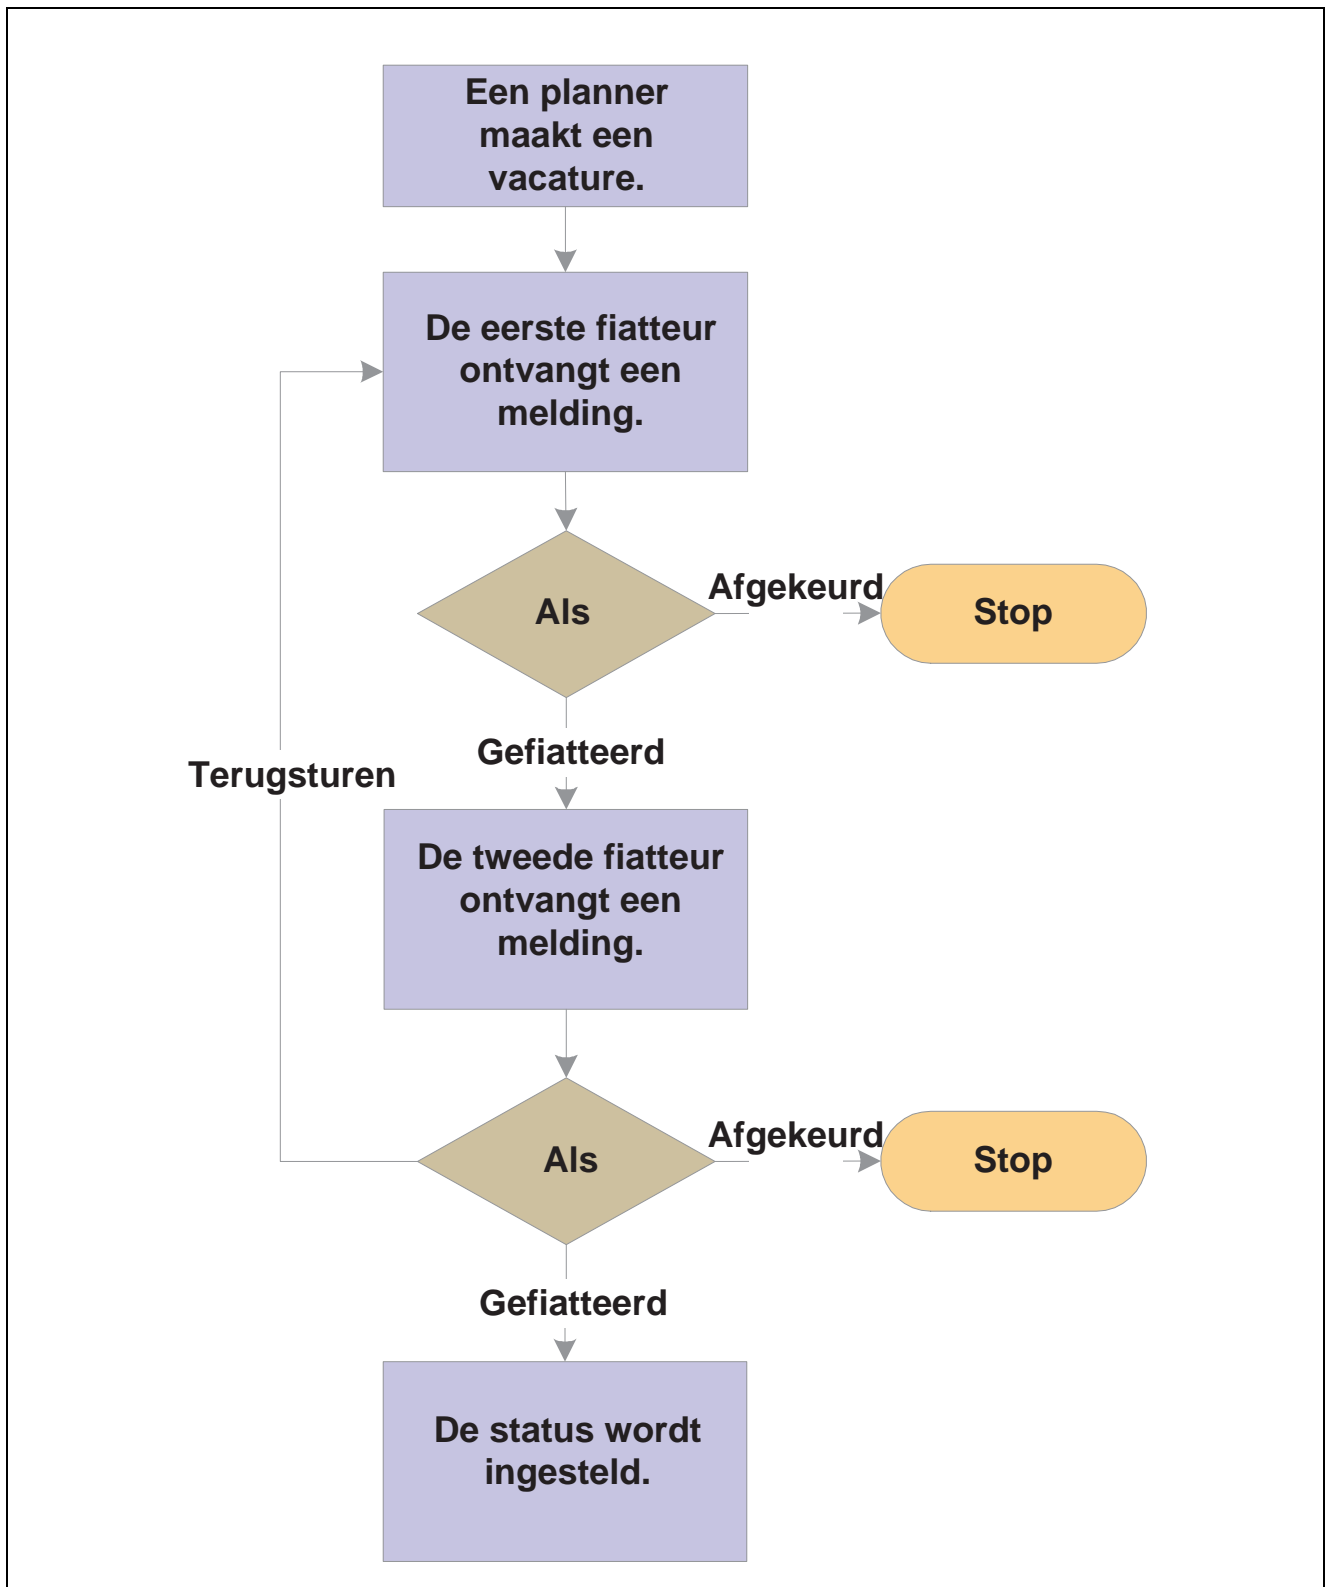 Een planner
maakt een
vacature.
De eerste fiatteur
ontvangt een
melding.
Als
Afgekeurd
Stop
Gefiatteerd
Terugsturen
De tweede fiatteur
ontvangt een
melding.
Als
Afgekeurd
Stop
Gefiatteerd
De status wordt
ingesteld.